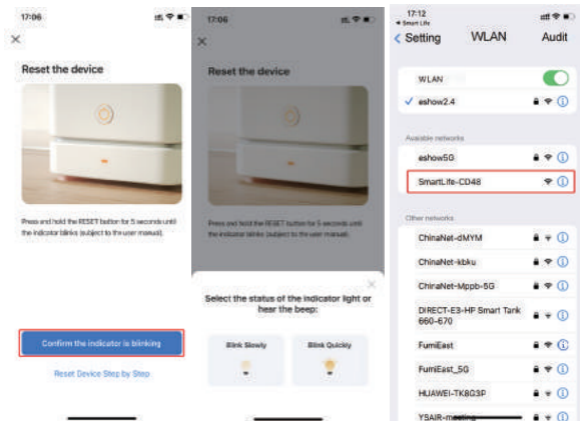 17:06
Reset the device
Press and hold the RESET button for 5 seconds until
the indicator blinks (subject to the user manual).
Confirm the indicator is blinking
Reset Device Step by Step
17:06
Reset the device
Press and hold the RESET button for 5 seconds until
the indicator blinks (subject to the user manual).
Select the status of the indicator light or
hear the beep:
Blink Slowly
Blink Quickly
17:12
Smart Life
Setting
WLAN
Audit
WLAN
eshow2.4
Available networks
eshow5G
SmartLife-CD48
Other networks
ChinaNet-dMYM
ChinaNet-kbku
ChinaNet-Mppb-5G
DIRECT-E3-HP Smart Tank
660-670
FumiEast
FumiEast_5G
HUAWEI-TK8G3P
YSAIR-meeting